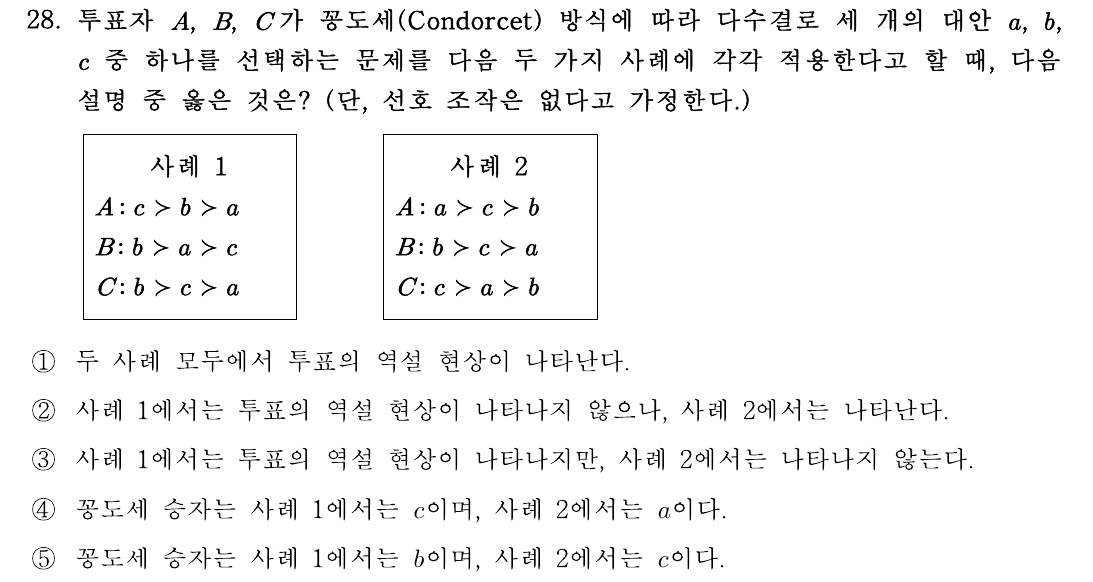 28. 투표자 A, B, C가 꽁도세(Condorcet) 방식에 따라 다수결로 세 개의 대안 a, b,
c 중 하나를 선택하는 문제를 다음 두 가지 사례에 각각 적용한다고 할 때, 다음
설명 중 옳은 것은? (단, 선호 조작은 없다고 가정한다.)
사례 1
A: c ≻ b ≻ a
B: b ≻ a ≻ c
C: b ≻ c ≻ a
사례 2
A: a ≻ c ≻ b
B: b ≻ c ≻ a
C: c ≻ a ≻ b
① 두 사례 모두에서 투표의 역설 현상이 나타난다.
② 사례 1에서는 투표의 역설 현상이 나타나지 않으나, 사례 2에서는 나타난다.
③ 사례 1에서는 투표의 역설 현상이 나타나지만, 사례 2에서는 나타나지 않는다.
④ 꽁도세 승자는 사례 1에서는 c이며, 사례 2에서는 a이다.
⑤ 꽁도세 승자는 사례 1에서는 b이며, 사례 2에서는 c이다.